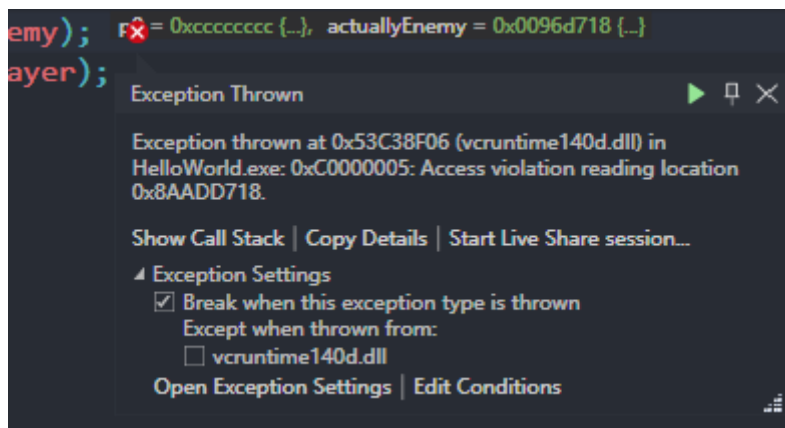 emy); = 0xcccccccc {...}, actuallyEnemy = 0x0096d718 {...}
ayer);
Exception Thrown
Exception thrown at 0x53C38F06 (vcruntime140d.dll) in
HelloWorld.exe: 0xC0000005: Access violation reading location
0x8AADD718.
Show Call Stack | Copy Details | Start Live Share session...
Exception Settings
Break when this exception type is thrown
Except when thrown from:
vcruntime140d.dll
Open Exception Settings | Edit Conditions